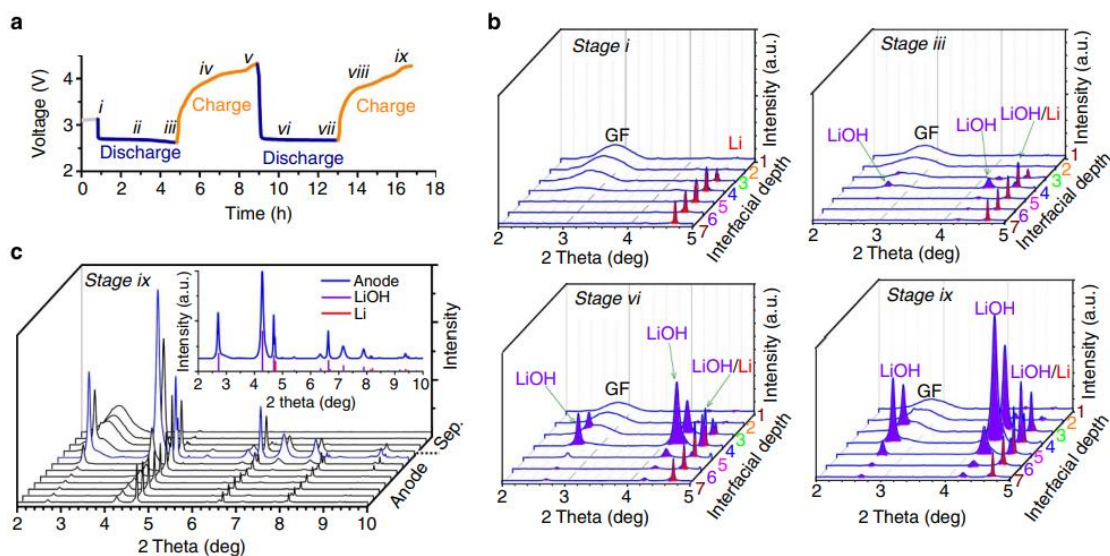 a
Voltage (V)
4
3
2
i
ii
iii
iv
v
vi
vii
viii
ix
Charge
Charge
Discharge
Discharge
0 2 4 6 8 10 12 14 16 18
Time (h)
b
Stage i
GF
Li
Intensity (a.u.)
1
2
3
4
5
6
7
Interfacial depth
2 3 4 5
2 Theta (deg)
Stage iii
LiOH
GF
LiOH
LiOH/Li
Intensity (a.u.)
1
2
3
4
5
6
7
Interfacial depth
2 3 4 5
2 Theta (deg)
Stage vi
LiOH
LiOH
GF
LiOH/Li
Intensity (a.u.)
1
2
3
4
5
6
7
Interfacial depth
2 3 4 5
2 Theta (deg)
Stage ix
LiOH
LiOH
GF
LiOH/Li
Intensity (a.u.)
1
2
3
4
5
6
7
Interfacial depth
2 3 4 5
2 Theta (deg)
c
Stage ix
Intensity (a.u.)
Anode
LiOH
Li
2 3 4 5 6 7 8 9 10
2 theta (deg)
Intensity
Sep.
Anode
2 3 4 5 6 7 8 9 10
2 Theta (deg)